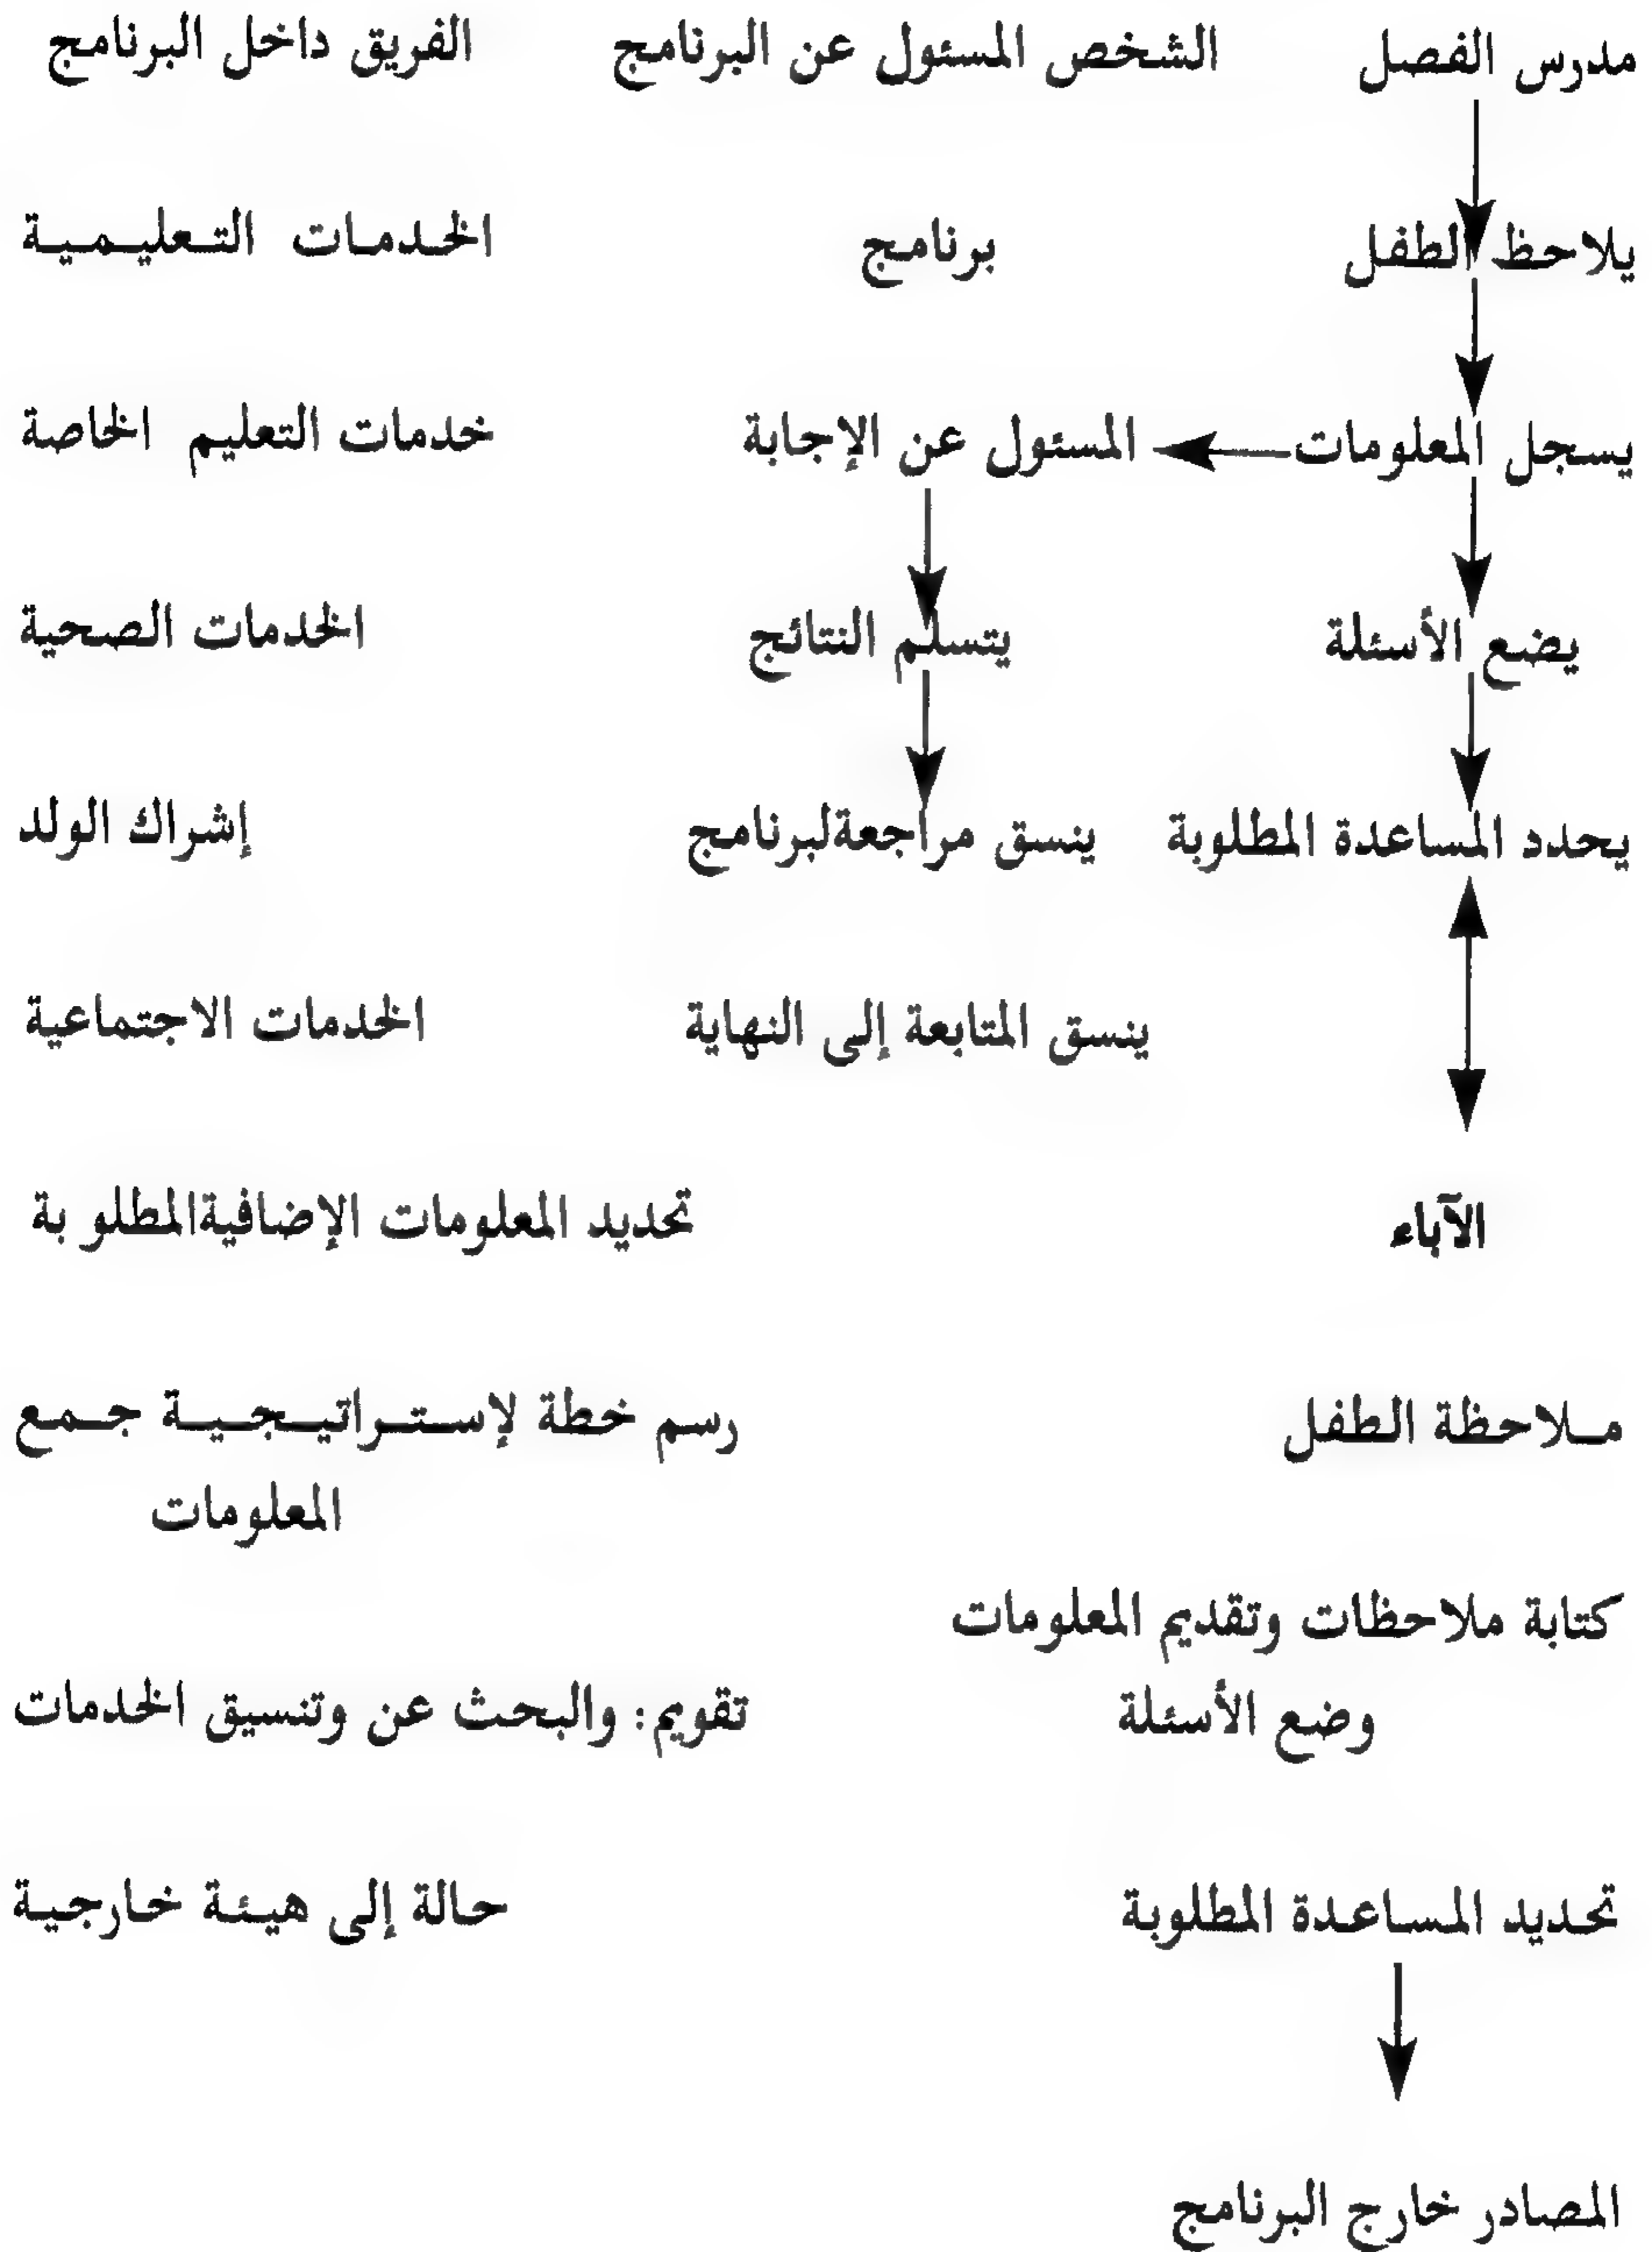 مدرس الفصل
الشخص المسئول عن البرنامج
الفريق داخل البرنامج
يلاحظ الطفل
برنامج
الخدمات التعليمية
يسجل المعلومات
المسئول عن الإجابة
خدمات التعليم الخاصة
يضع الأسئلة
يتسلم النتائج
الخدمات الصحية
يحدد المساعدة المطلوبة
ينسق مراجعةلبرنامج
إشراك الولد
ينسق المتابعة إلى النهاية
الخدمات الاجتماعية
الآباء
تحديد المعلومات الإضافيةالمطلو بة
ملاحظة الطفل
رسم خطة لإستراتيجية جمع
المعلومات
كتابة ملاحظات وتقديم المعلومات
وضع الأسئلة
تقويم: والبحث عن وتنسيق الخدمات
تحديد المساعدة المطلوبة
حالة إلى هيئة خارجية
المصادر خارج البرنامج